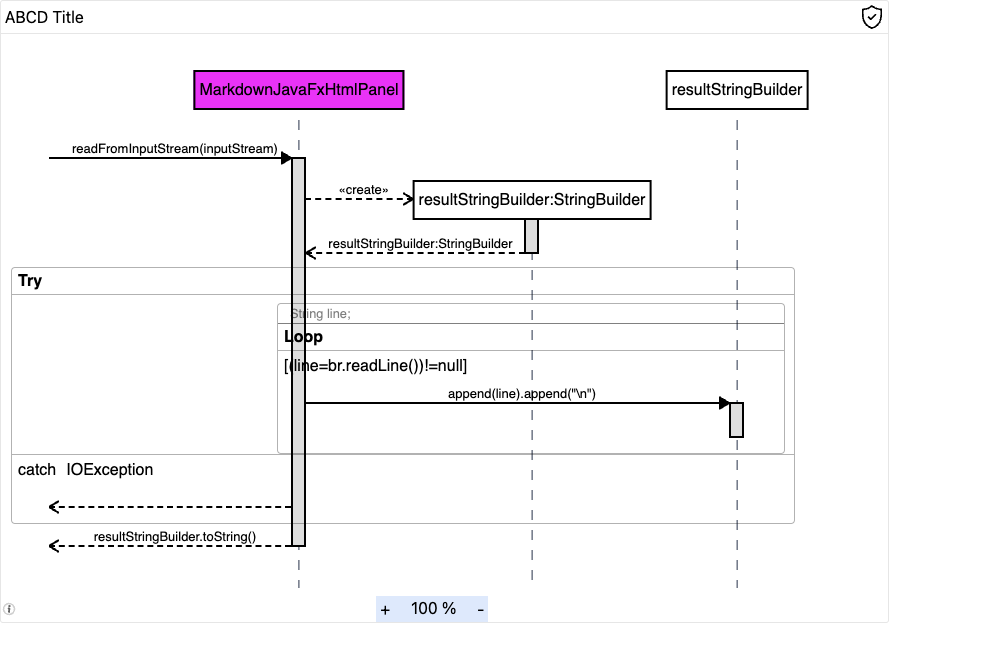 ABCD Title
MarkdownJavaFxHtmlPanel
resultStringBuilder
readFromInputStream(inputStream)
«create»
resultStringBuilder:StringBuilder
resultStringBuilder:StringBuilder
Try
String line;
Loop
[(line=br.readLine())!=null]
append(line).append("\n")
catch IOException
resultStringBuilder.toString()
+ 100 % -